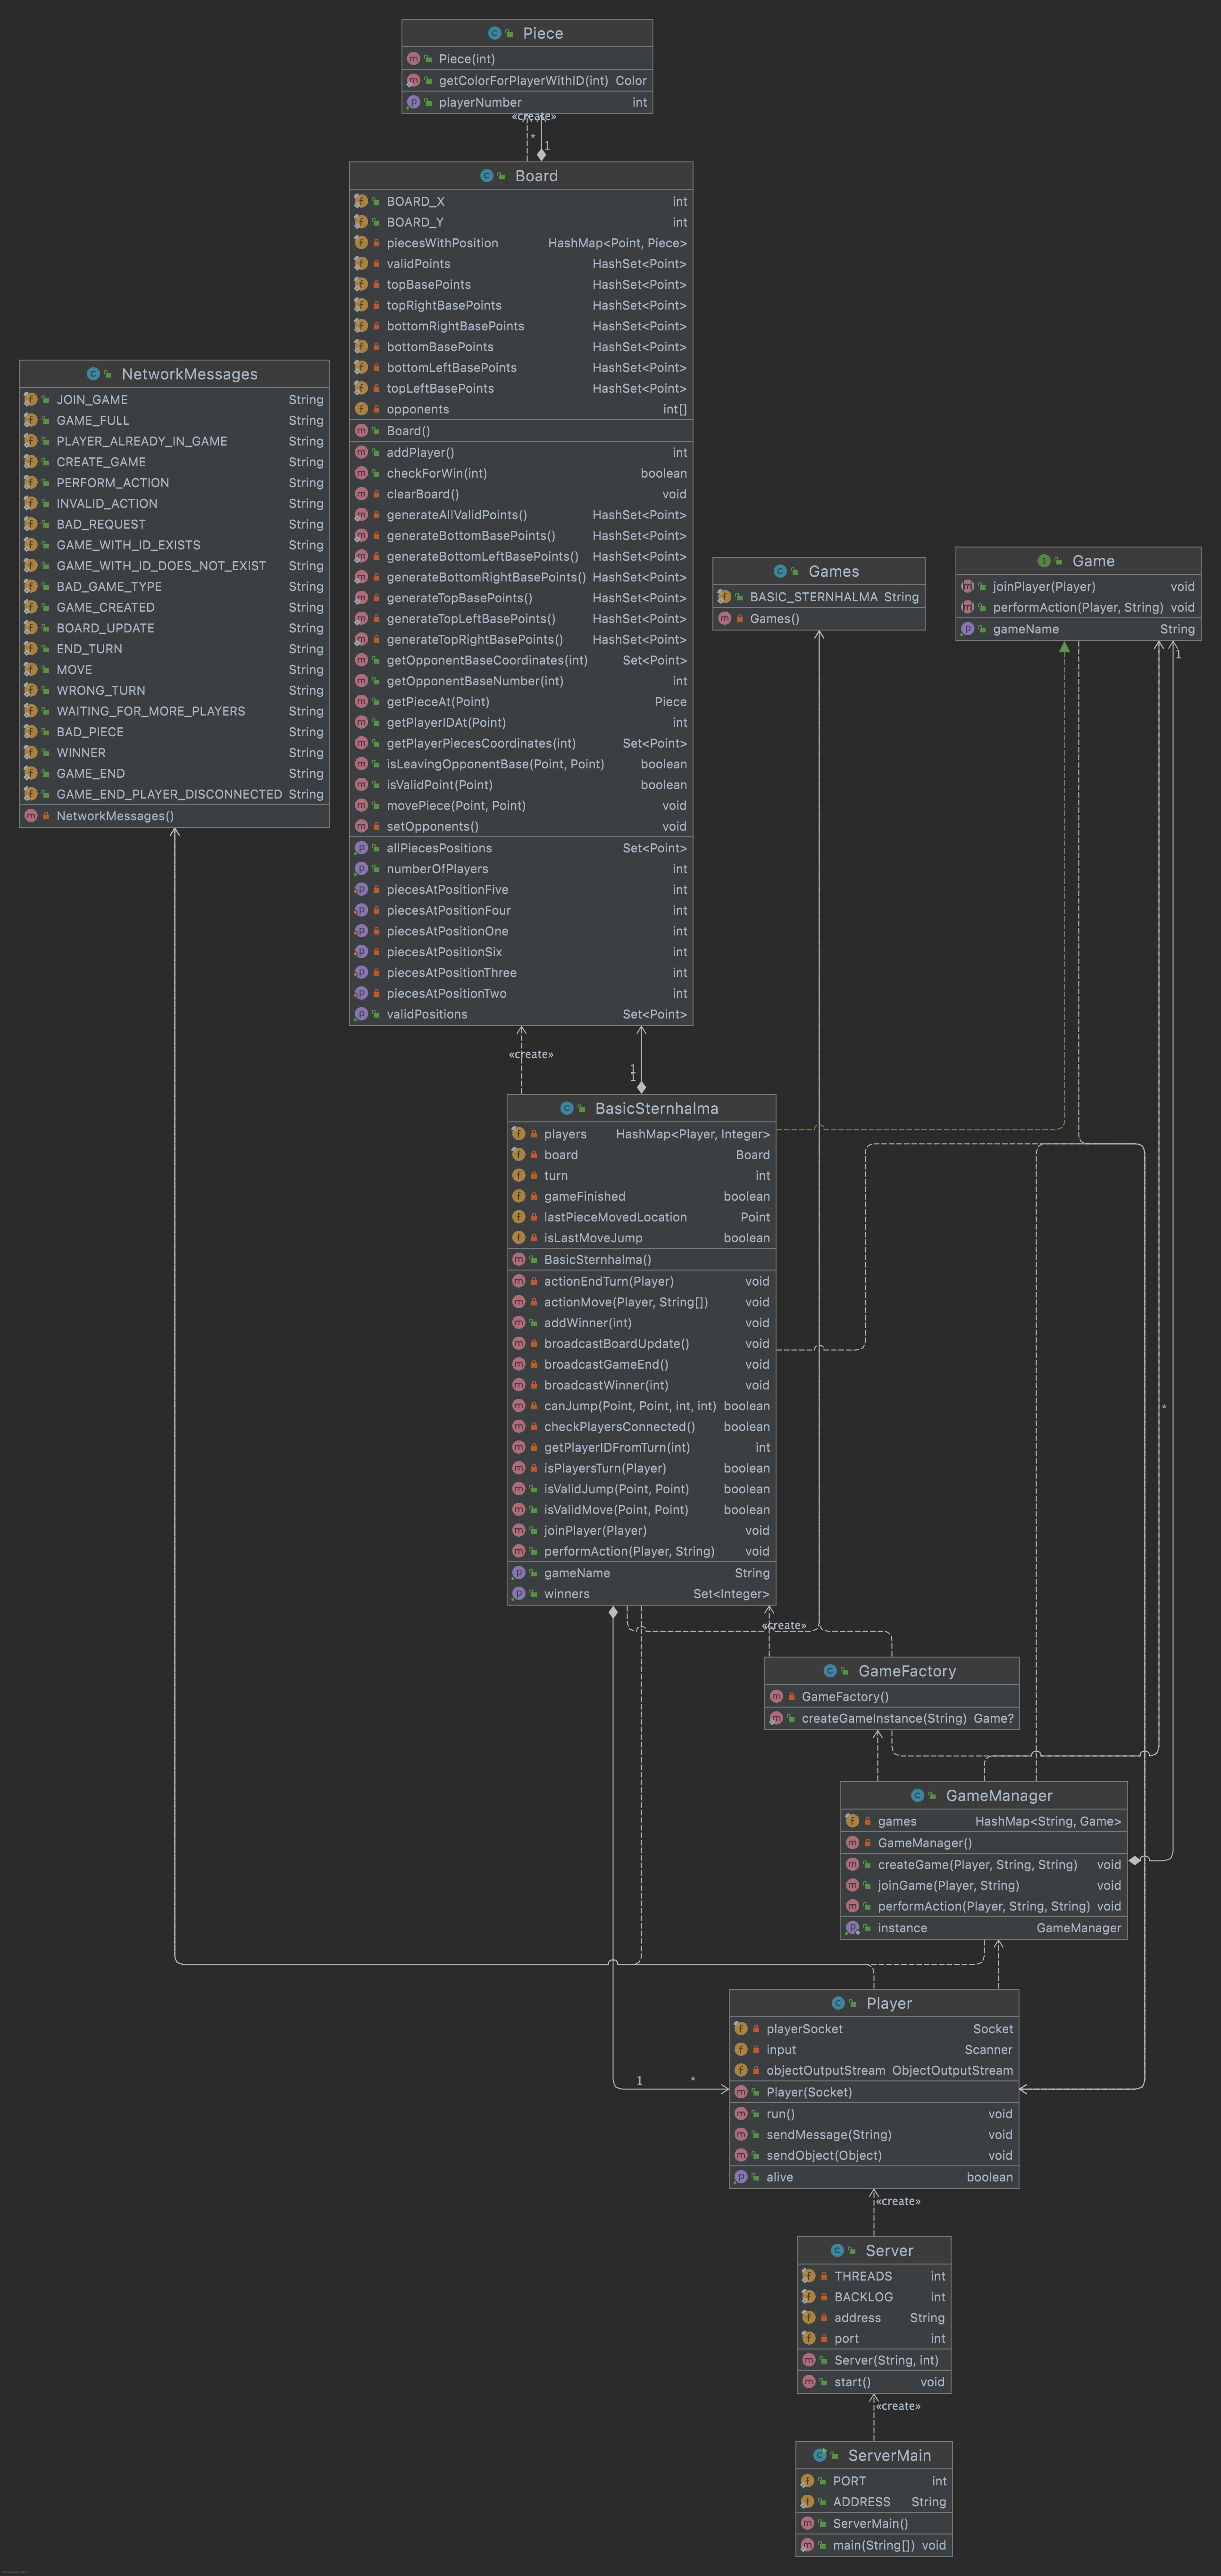 Piece
Piece(int)
getColorForPlayerWithID(int) Color
playerNumber int
«create»
*
1
Board
BOARD_X int
BOARD_Y int
piecesWithPosition HashMap<Point, Piece>
validPoints HashSet<Point>
topBasePoints HashSet<Point>
topRightBasePoints HashSet<Point>
bottomRightBasePoints HashSet<Point>
bottomBasePoints HashSet<Point>
bottomLeftBasePoints HashSet<Point>
topLeftBasePoints HashSet<Point>
opponents int[]
Board()
addPlayer() int
checkForWin(int) boolean
clearBoard() void
generateAllValidPoints() HashSet<Point>
generateBottomBasePoints() HashSet<Point>
generateBottomLeftBasePoints() HashSet<Point>
generateBottomRightBasePoints() HashSet<Point>
generateTopBasePoints() HashSet<Point>
generateTopLeftBasePoints() HashSet<Point>
generateTopRightBasePoints() HashSet<Point>
getOpponentBaseCoordinates(int) Set<Point>
getOpponentBaseNumber(int) int
getPieceAt(Point) Piece
getPlayerIDAt(Point) int
getPlayerPiecesCoordinates(int) Set<Point>
isLeavingOpponentBase(Point, Point) boolean
isValidPoint(Point) boolean
movePiece(Point, Point) void
setOpponents() void
allPiecesPositions Set<Point>
numberOfPlayers int
piecesAtPositionFive int
piecesAtPositionFour int
piecesAtPositionOne int
piecesAtPositionSix int
piecesAtPositionThree int
piecesAtPositionTwo int
validPositions Set<Point>
NetworkMessages
JOIN_GAME String
GAME_FULL String
PLAYER_ALREADY_IN_GAME String
CREATE_GAME String
PERFORM_ACTION String
INVALID_ACTION String
BAD_REQUEST String
GAME_WITH_ID_EXISTS String
GAME_WITH_ID_DOES_NOT_EXIST String
BAD_GAME_TYPE String
GAME_CREATED String
BOARD_UPDATE String
END_TURN String
MOVE String
WRONG_TURN String
WAITING_FOR_MORE_PLAYERS String
BAD_PIECE String
WINNER String
GAME_END String
GAME_END_PLAYER_DISCONNECTED String
NetworkMessages()
Games
BASIC_STERNHALMA String
Games()
Game
joinPlayer(Player) void
performAction(Player, String) void
gameName String
1
«create»
1
1
BasicSternhalma
players HashMap<Player, Integer>
board Board
turn int
gameFinished boolean
lastPieceMovedLocation Point
isLastMoveJump boolean
BasicSternhalma()
actionEndTurn(Player) void
actionMove(Player, String[]) void
addWinner(int) void
broadcastBoardUpdate() void
broadcastGameEnd() void
broadcastWinner(int) void
canJump(Point, Point, int, int) boolean
checkPlayersConnected() boolean
getPlayerIDFromTurn(int) int
isPlayersTurn(Player) boolean
isValidJump(Point, Point) boolean
isValidMove(Point, Point) boolean
joinPlayer(Player) void
performAction(Player, String) void
gameName String
winners Set<Integer>
*
«create»
GameFactory
GameFactory()
createGameInstance(String) Game?
GameManager
games HashMap<String, Game>
GameManager()
createGame(Player, String, String) void
joinGame(Player, String) void
performAction(Player, String, String) void
instance GameManager
Player
playerSocket Socket
input Scanner
objectOutputStream ObjectOutputStream
Player(Socket)
run() void
sendMessage(String) void
sendObject(Object) void
alive boolean
1
*
«create»
Server
THREADS int
BACKLOG int
address String
port int
Server(String, int)
start() void
«create»
ServerMain
PORT int
ADDRESS String
ServerMain()
main(String[]) void